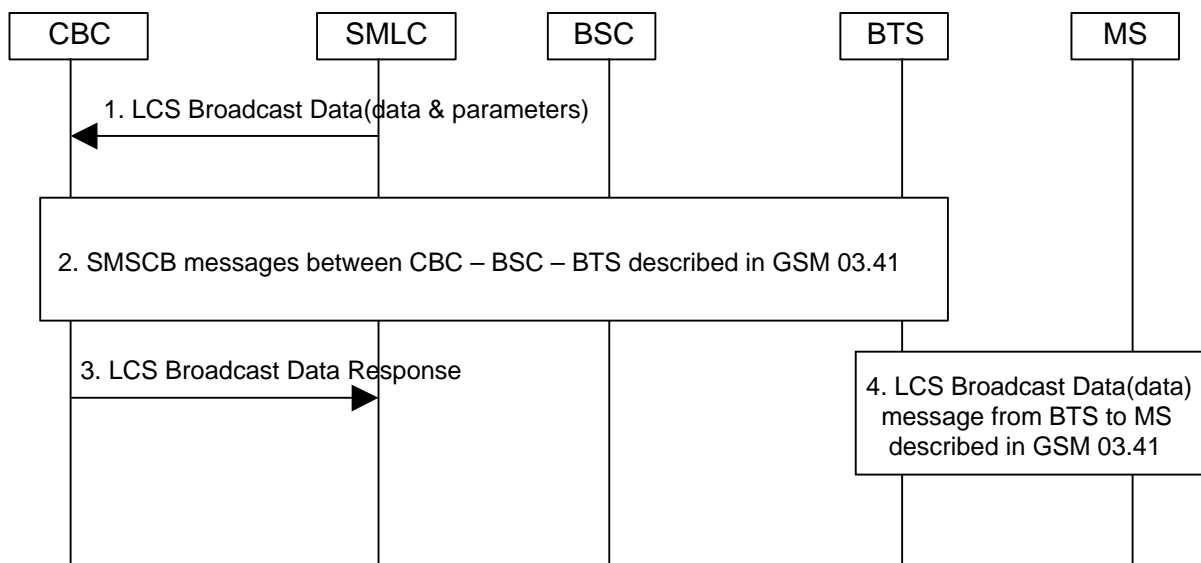 CBC
SMLC
BSC
BTS
MS
1. LCS Broadcast Data(data & parameters)
2. SMSCB messages between CBC – BSC – BTS described in GSM 03.41
3. LCS Broadcast Data Response
4. LCS Broadcast Data(data)
message from BTS to MS
described in GSM 03.41